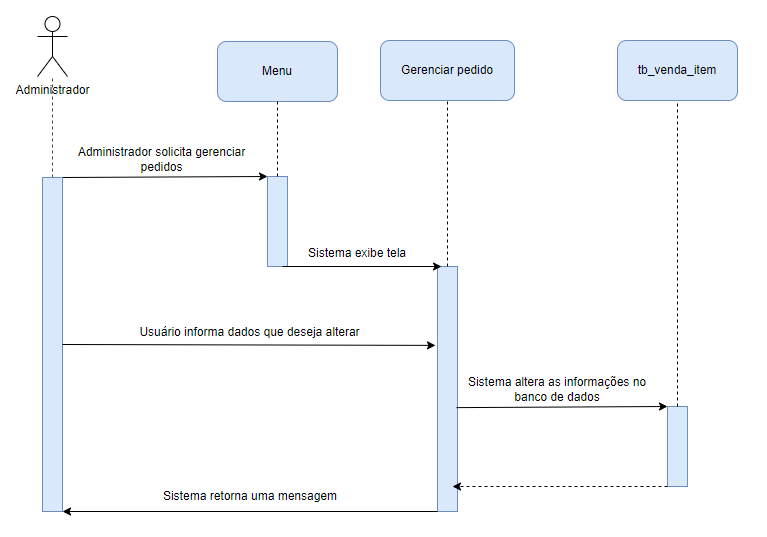 Administrador
Menu
Gerenciar pedido
tb_venda_item
Administrador solicita gerenciar
pedidos
Sistema exibe tela
Usuário informa dados que deseja alterar
Sistema altera as informações no
banco de dados
Sistema retorna uma mensagem